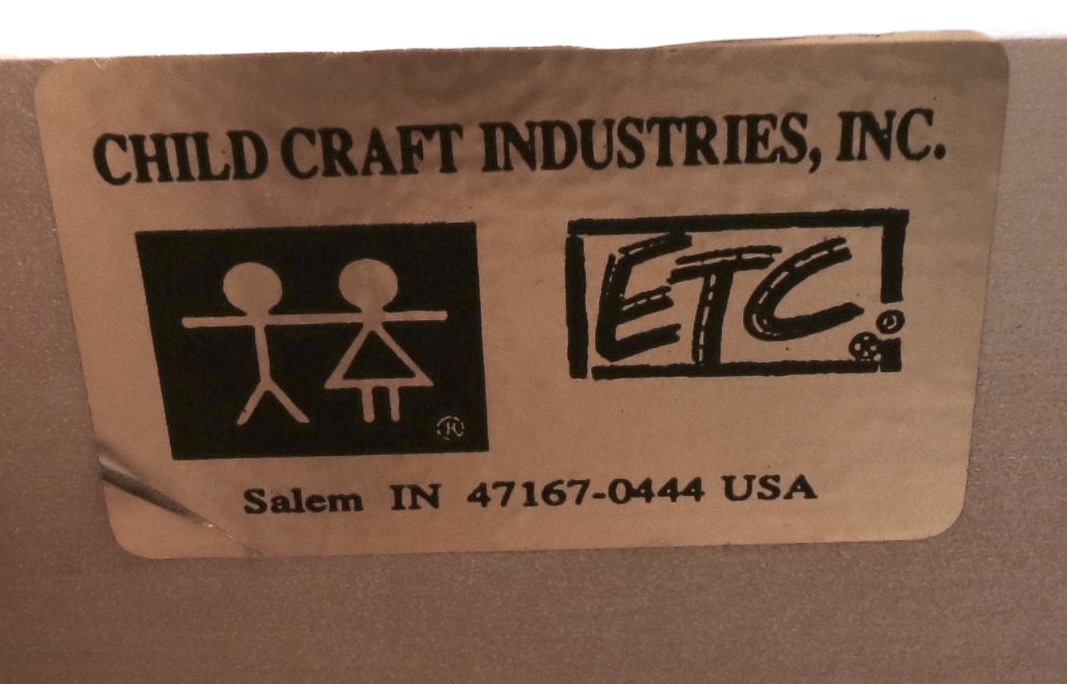 CHILD CRAFT INDUSTRIES, INC.
ETC.
®
Salem IN 47167-0444 USA